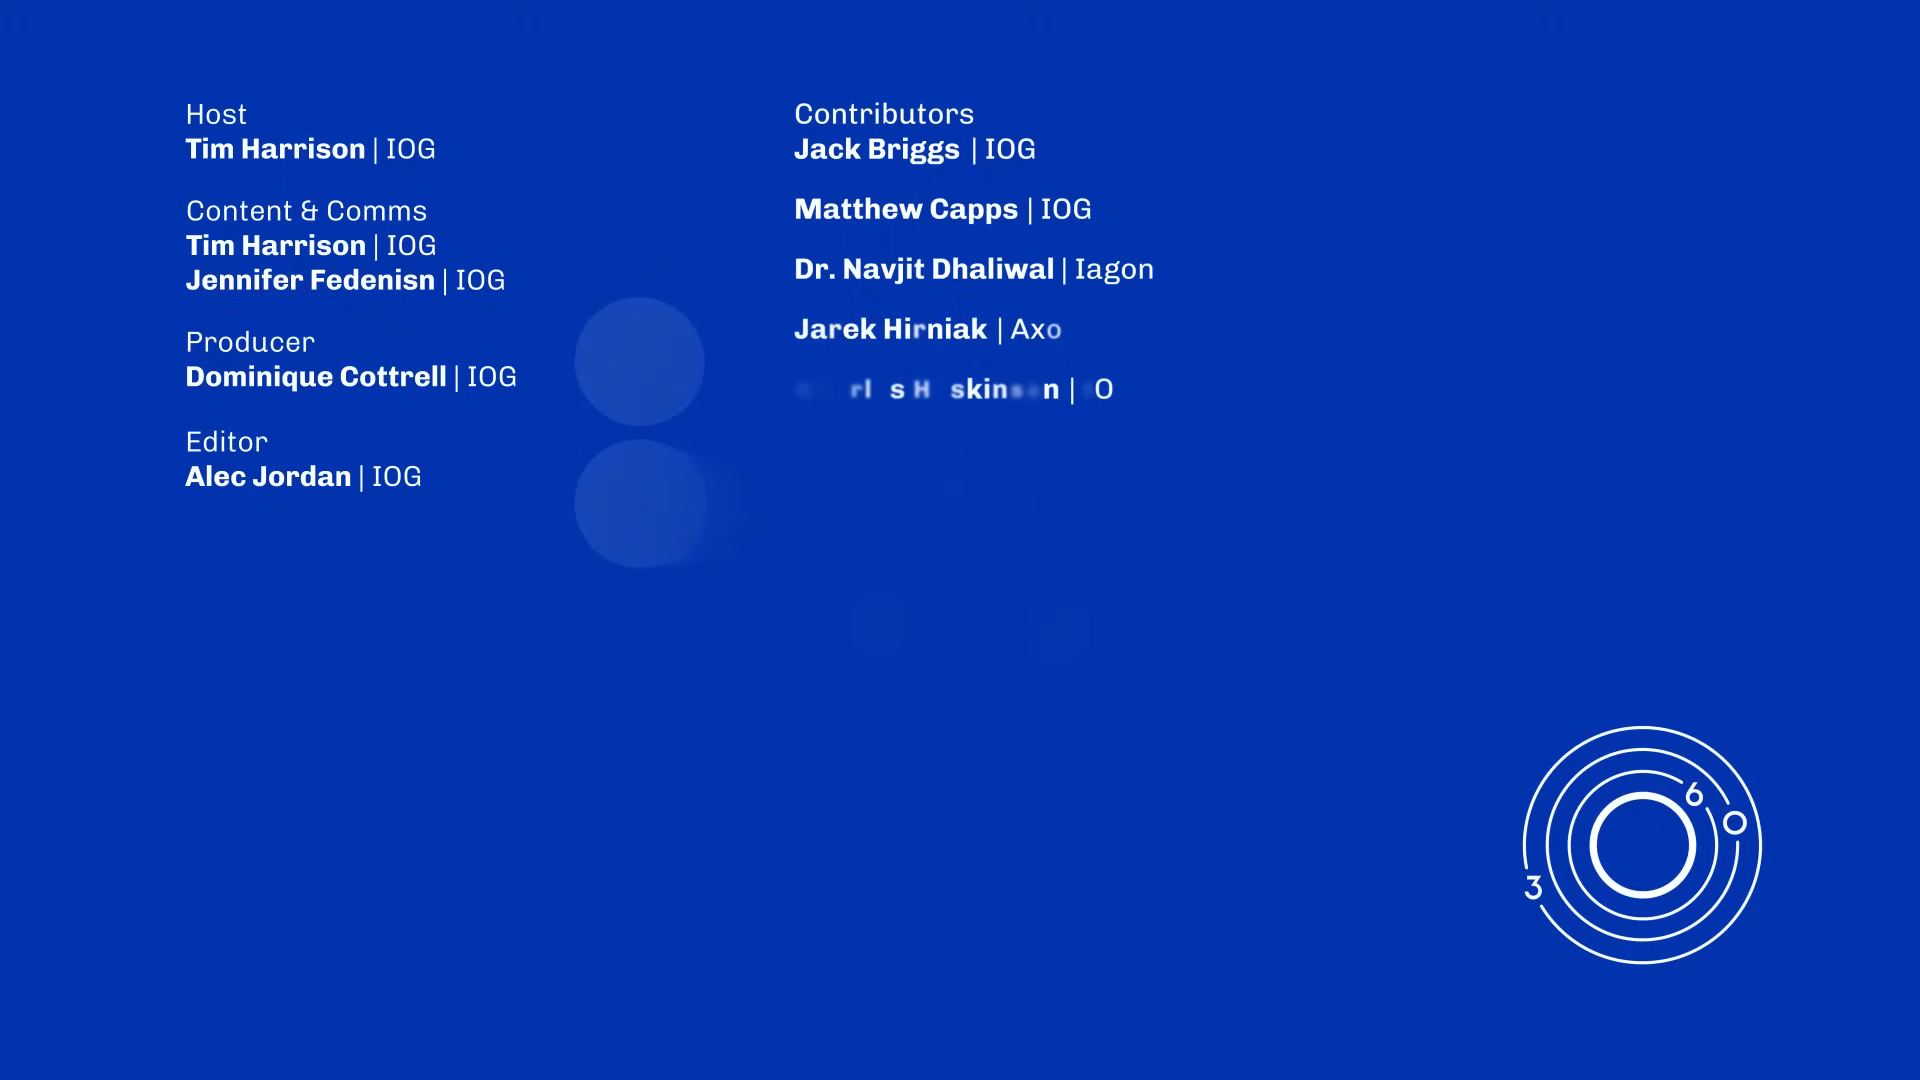 Host
Tim Harrison | IOG
Content & Comms
Tim Harrison | IOG
Jennifer Fedenisn | IOG
Producer
Dominique Cottrell | IOG
Editor
Alec Jordan | IOG
Contributors
Jack Briggs | IOG
Matthew Capps | IOG
Dr. Navjit Dhaliwal | Iagon
Jarek Hirniak | Axo
360